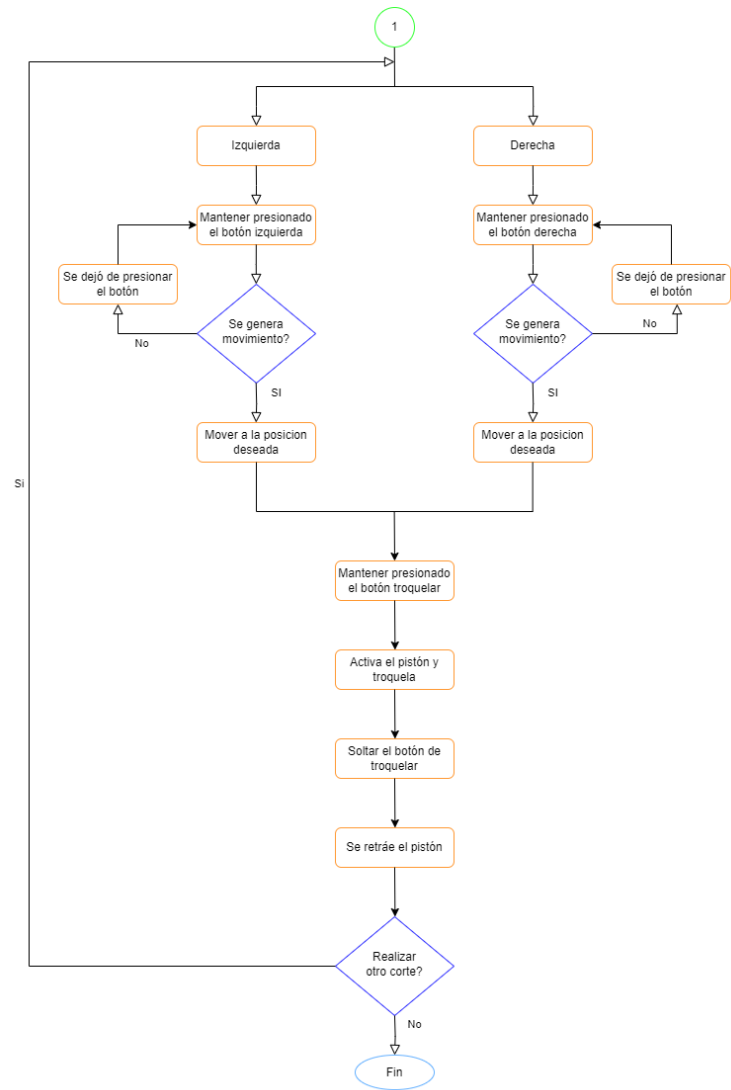 1
Izquierda
Derecha
Mantener presionado
el botón izquierda
Mantener presionado
el botón derecha
Se dejó de presionar
el botón
Se dejó de presionar
el botón
Se genera
movimiento?
Se genera
movimiento?
No
No
SI
SI
Mover a la posicion
deseada
Mover a la posicion
deseada
Si
Mantener presionado
el botón troquelar
Activa el pistón y
troquela
Soltar el botón de
troquelar
Se retráe el pistón
Realizar
otro corte?
No
Fin